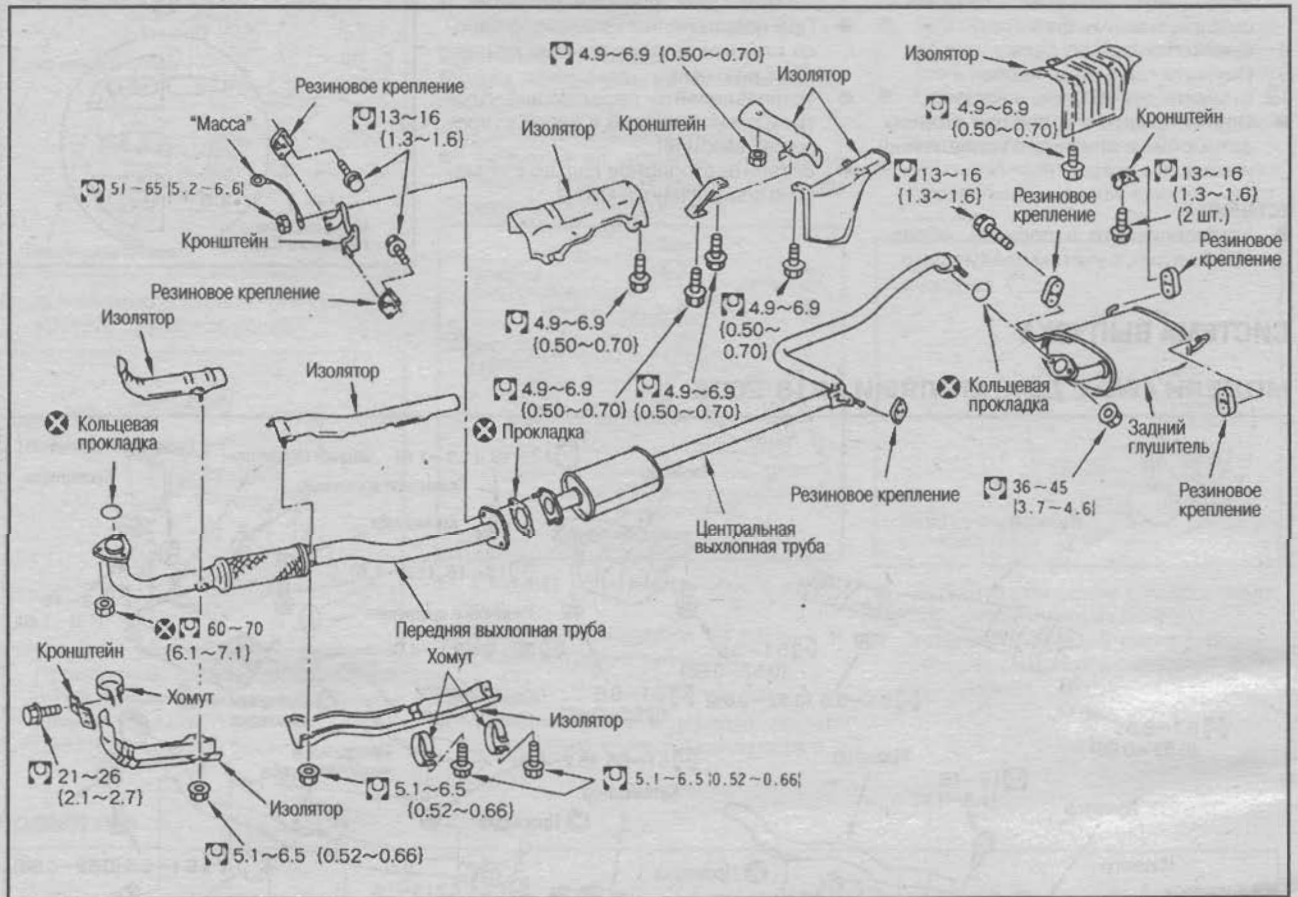 4.9~6.9 {0.50~0.70}
Изолятор
Изолятор
Резиновое крепление
13~16
{1.3~1.6}
"Масса"
Изолятор
Кронштейн
4.9~6.9
{0.50~0.70}
Кронштейн
51~65 {5.2~6.6}
13~16
{1.3~1.6}
Резиновое
крепление
13~16
{1.3~1.6}
(2 шт.)
Резиновое
крепление
Кронштейн
Резиновое крепление
Изолятор
4.9~6.9
{0.50~0.70}
4.9~6.9
{0.50~
0.70}
Изолятор
4.9~6.9
{0.50~0.70}
4.9~6.9
{0.50~0.70}
Кольцевая
прокладка
Кольцевая
прокладка
Прокладка
Задний
глушитель
Резиновое крепление
36~45
{3.7~4.6}
Резиновое
крепление
Центральная
выхлопная труба
60~70
{6.1~7.1}
Передняя выхлопная труба
Кронштейн
Хомут
Хомут
Изолятор
21~26
{2.1~2.7}
Изолятор
5.1~6.5
{0.52~0.66}
5.1~6.5 {0.52~0.66}
5.1~6.5 {0.52~0.66}